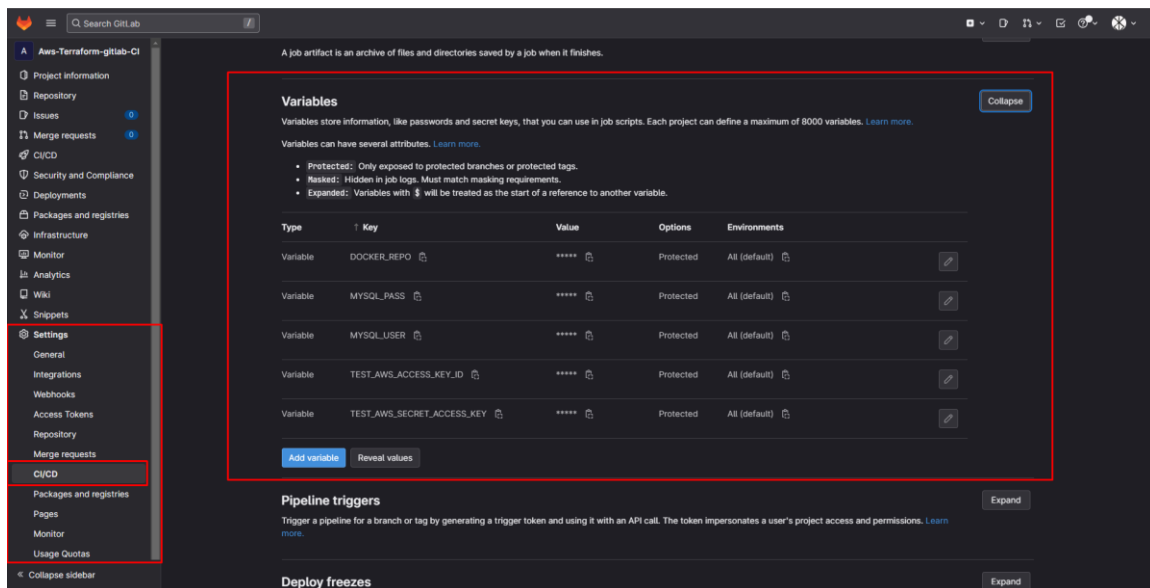 Search GitLab
/
A Aws-Terraform-gitlab-CI
Project information
Repository
Issues 0
Merge requests 0
CI/CD
Security and Compliance
Deployments
Packages and registries
Infrastructure
Monitor
Analytics
Wiki
Snippets
Settings
General
Integrations
Webhooks
Access Tokens
Repository
Merge requests
CI/CD
Packages and registries
Pages
Monitor
Usage Quotas
Collapse sidebar
A job artifact is an archive of files and directories saved by a job when it finishes.
Variables
Collapse
Variables store information, like passwords and secret keys, that you can use in job scripts. Each project can define a maximum of 8000 variables. Learn more.
Variables can have several attributes. Learn more.
• Protected: Only exposed to protected branches or protected tags.
• Masked: Hidden in job logs. Must match masking requirements.
• Expanded: Variables with $ will be treated as the start of a reference to another variable.
Type ↑ Key Value Options Environments
Variable DOCKER_REPO ***** Protected All (default)
Variable MYSQL_PASS ***** Protected All (default)
Variable MYSQL_USER ***** Protected All (default)
Variable TEST_AWS_ACCESS_KEY_ID ***** Protected All (default)
Variable TEST_AWS_SECRET_ACCESS_KEY ***** Protected All (default)
Add variable Reveal values
Pipeline triggers
Expand
Trigger a pipeline for a branch or tag by generating a trigger token and using it with an API call. The token impersonates a user's project access and permissions. Learn
more.
Deploy freezes
Expand